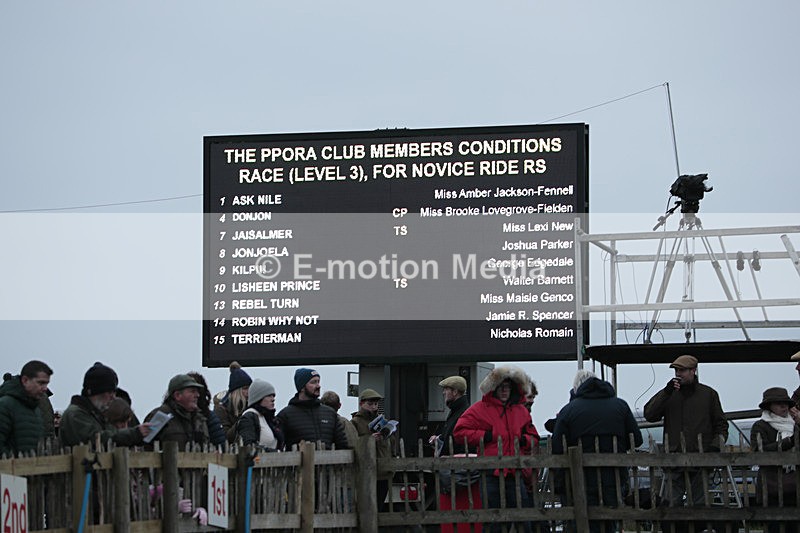 THE PPORA CLUB MEMBERS CONDITIONS
RACE (LEVEL 3), FOR NOVICE RIDE RS
1 ASK NILE Miss Amber Jackson-Fennell
4 DONJON CP Miss Brooke Lovegrove-Fielden
7 JAISALMER TS Miss Lexi New
8 JONJOELA Joshua Parker
9 KILPIN George Edgedale
10 LISHEEN PRINCE TS Walter Barnett
13 REBEL TURN Miss Maisie Genco
14 ROBIN WHY NOT Jamie R. Spencer
15 TERRIERMAN Nicholas Romain
© E-motion Media
1st
2nd